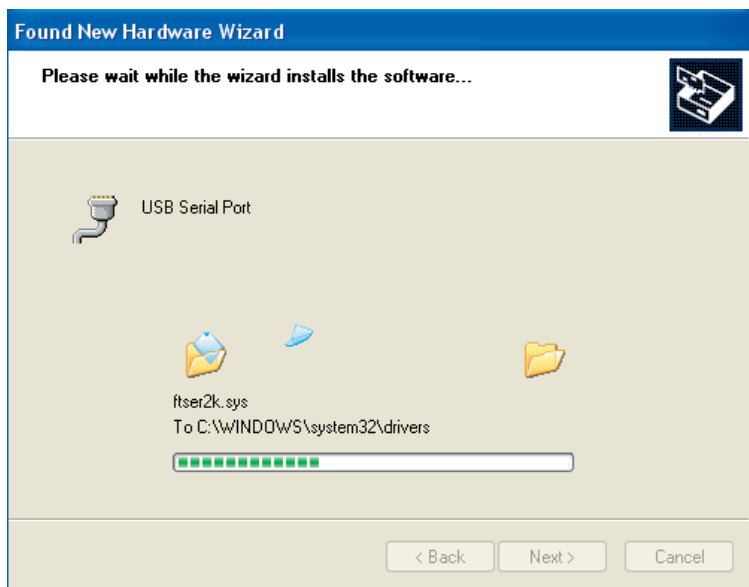 Found New Hardware Wizard
Please wait while the wizard installs the software...
USB Serial Port
ftser2k.sys
To C:\WINDOWS\system32\drivers
< Back Next > Cancel